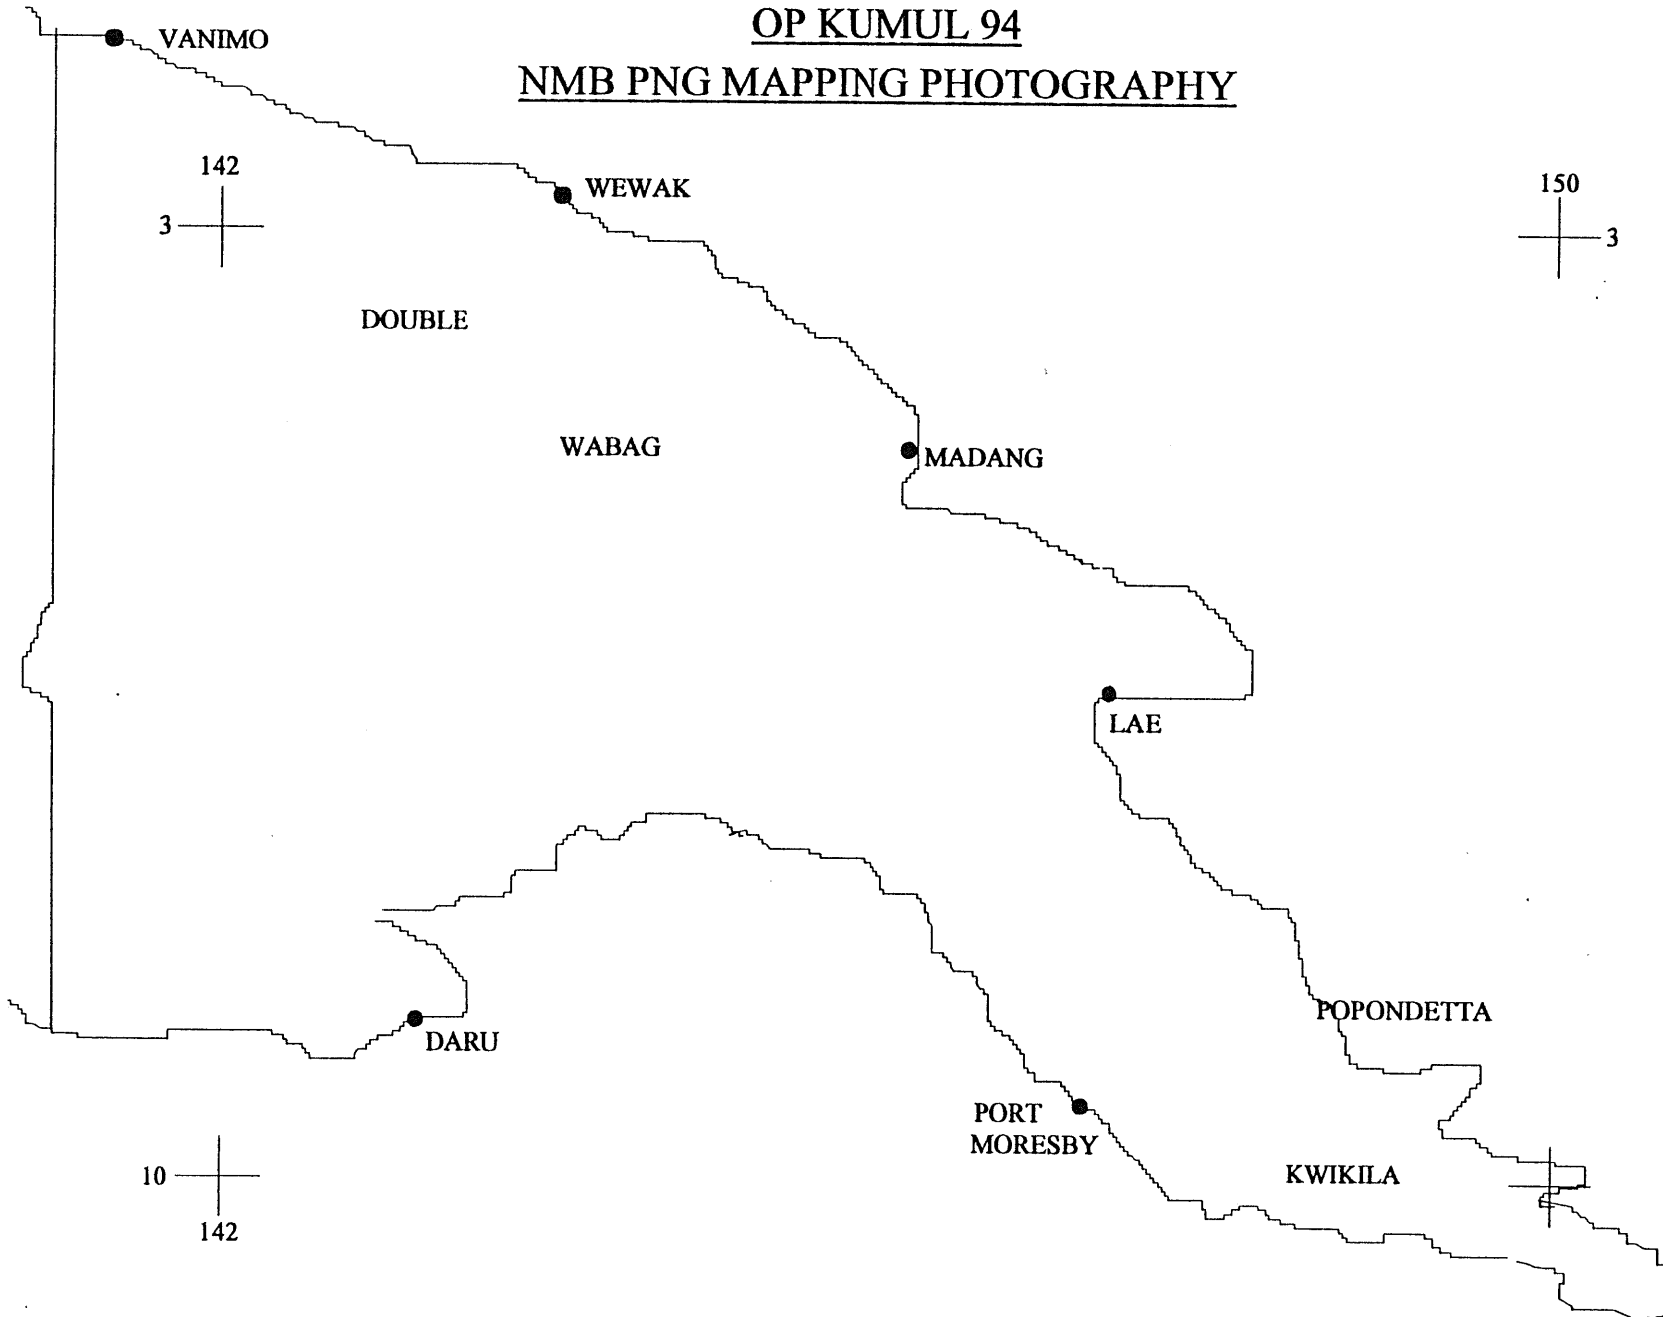 OP KUMUL 94
NMB PNG MAPPING PHOTOGRAPHY
VANIMO
142
150
WEWAK
3
3
DOUBLE
WABAG
MADANG
LAE
POPONDETTA
DARU
PORT
MORESBY
10
KWIKILA
142